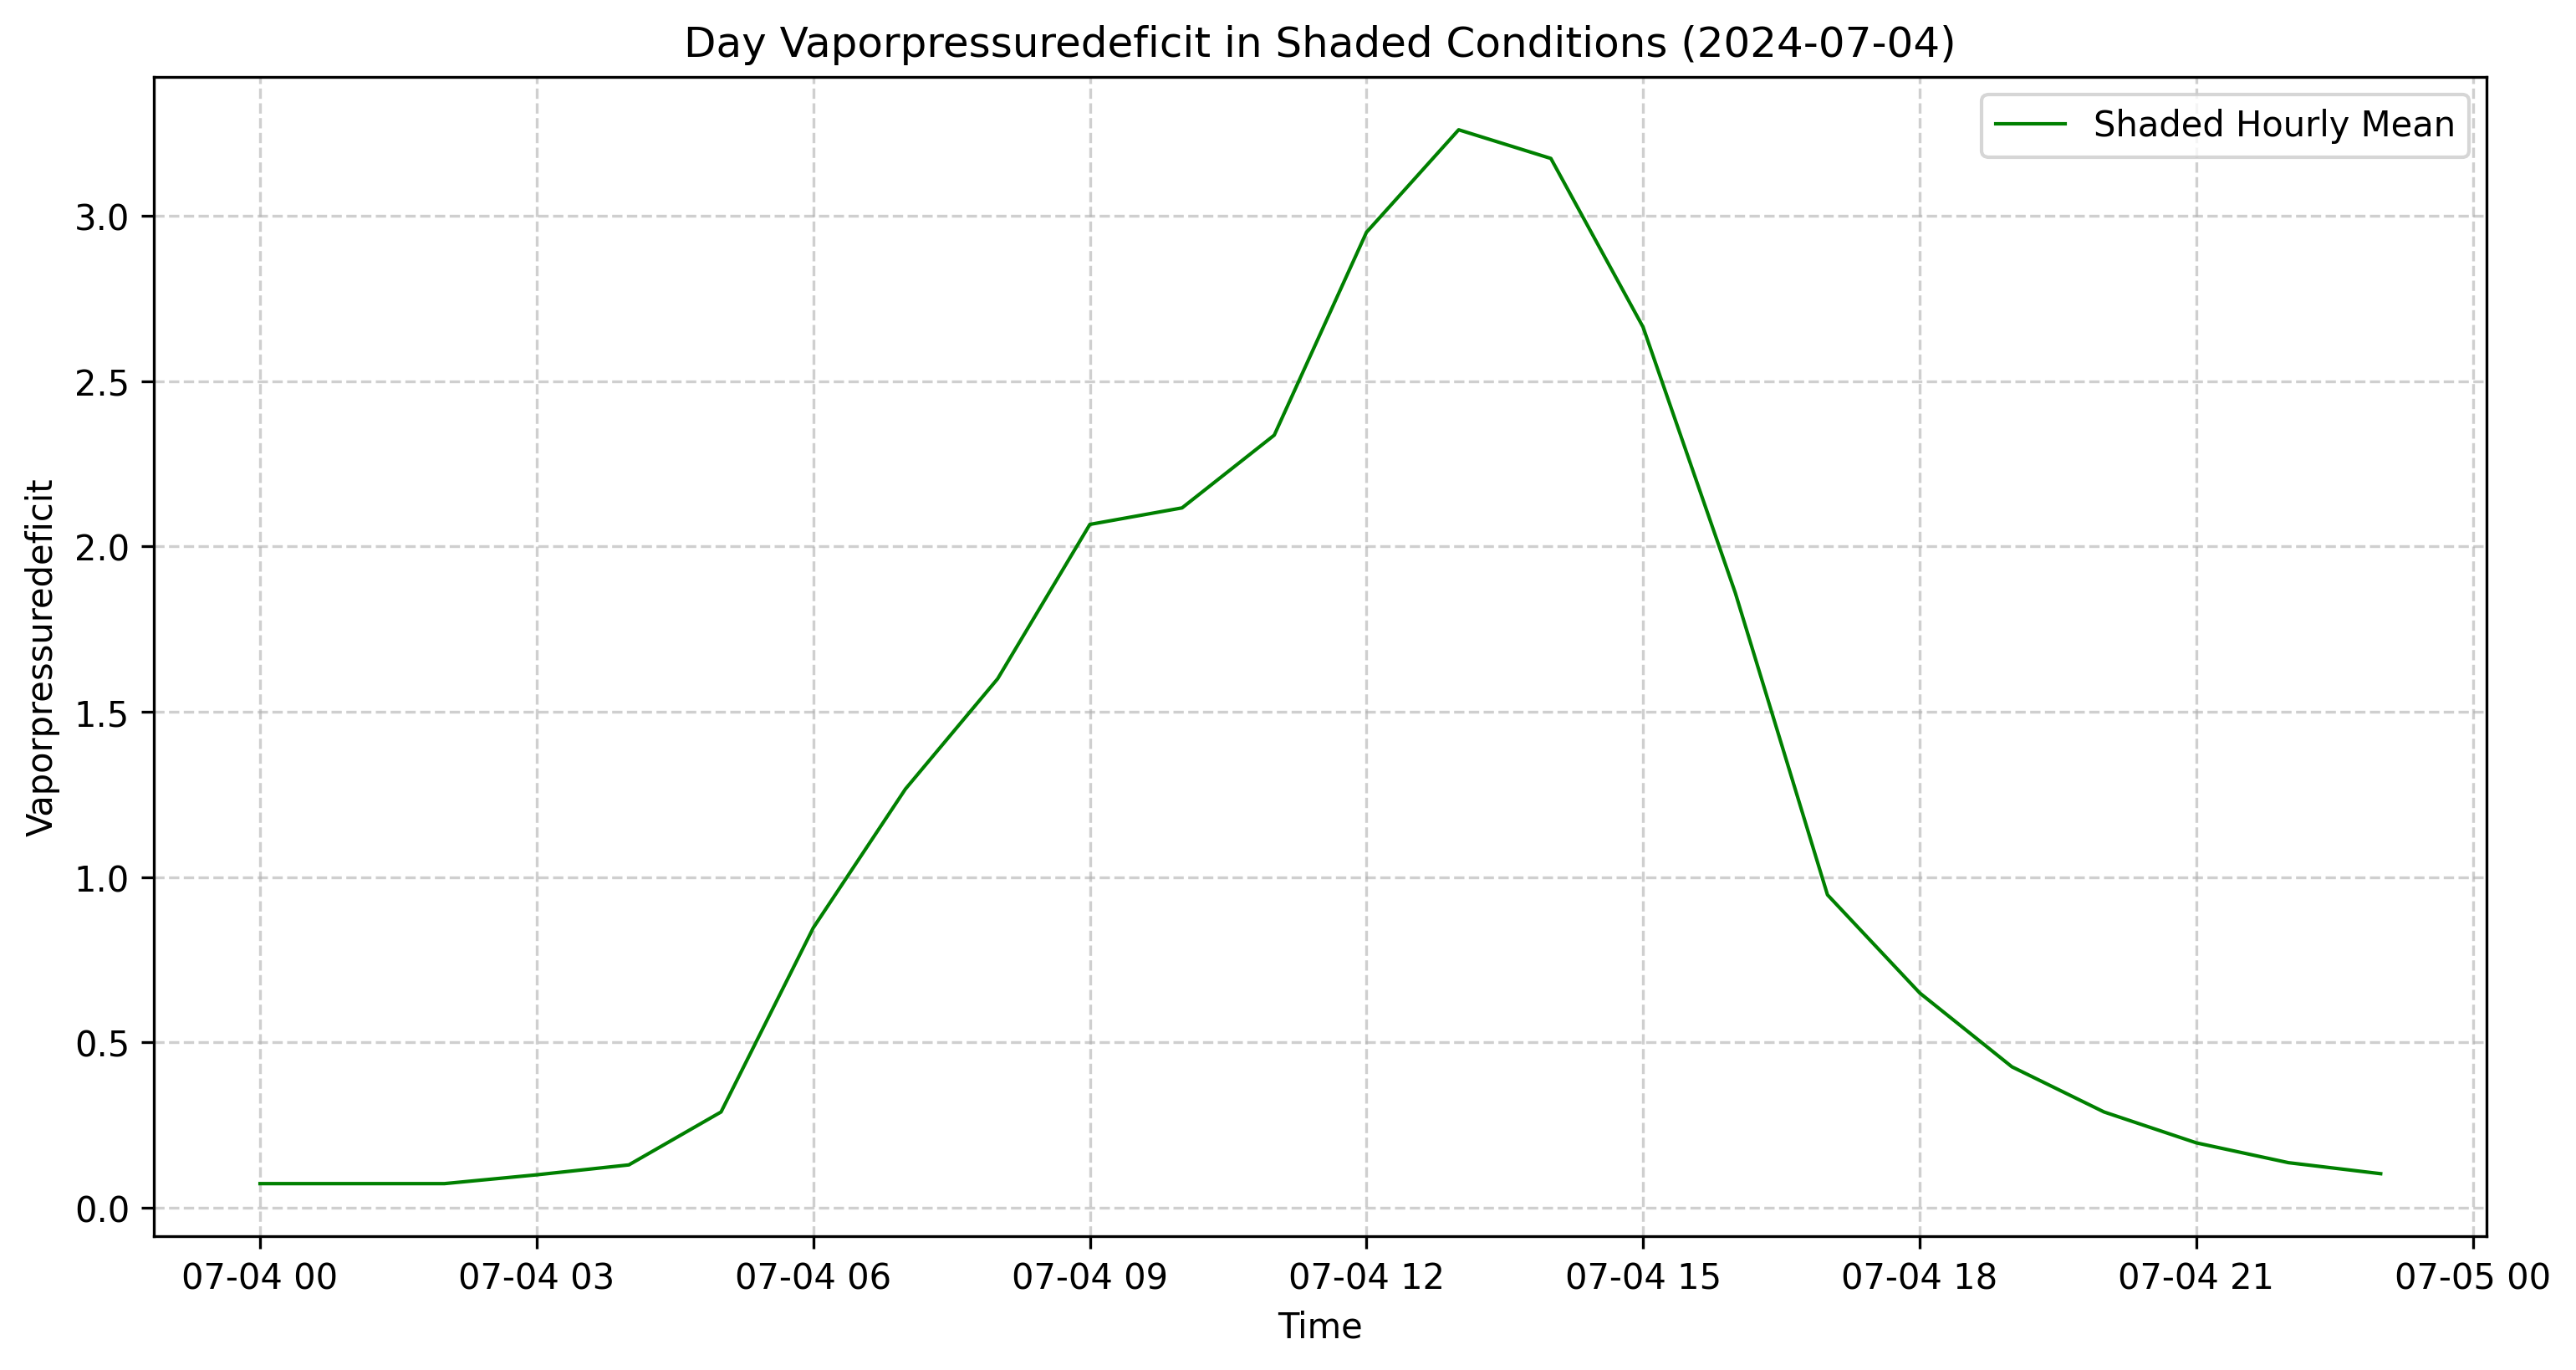 Day Vaporpressuredeficit in Shaded Conditions (2024-07-04)
Shaded Hourly Mean
Vaporpressuredeficit
3.0
2.5
2.0
1.5
1.0
0.5
0.0
07-04 00 07-04 03 07-04 06 07-04 09 07-04 12 07-04 15 07-04 18 07-04 21 07-05 00
Time